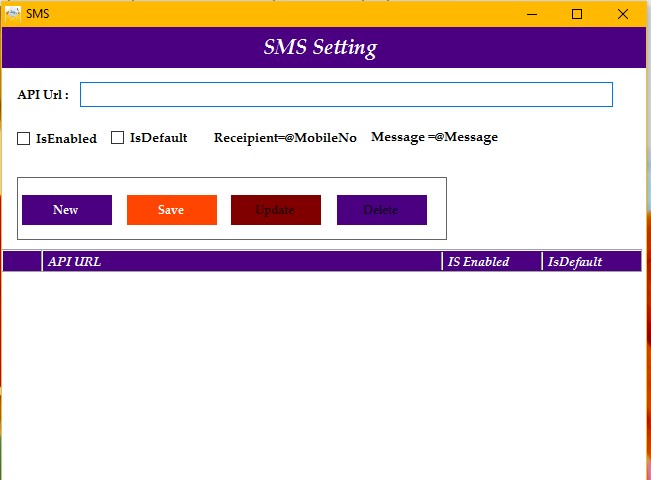 SMS
SMS Setting
API Url :
IsEnabled IsDefault Receipient=@MobileNo Message =@Message
New Save Update Delete
API URL IS Enabled IsDefault